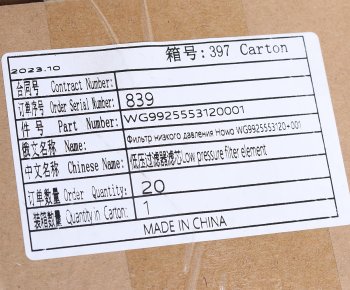 箱号: 397 Carton
2023.10
合同号 Contract Number:
订单序号 Order Serial Number: 839
件 号 Part Number: WG9925553120001
俄文名称 Name: Фильтр низкого давления Howo WG9925553120+001
中文名称 Chinese Name: 低压过滤器滤芯Low pressure filter element
订单数量 Order Quantity: 20
装箱数量 Quantity in Carton: 1
MADE IN CHINA